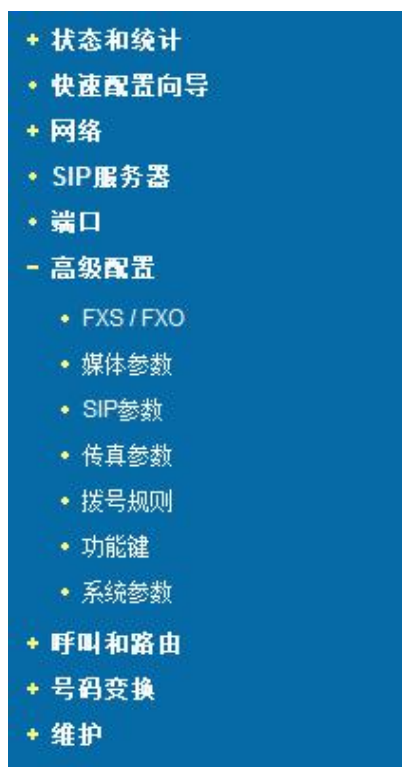 状态和统计
快速配置向导
网络
SIP服务器
端口
高级配置
FXS / FXO
媒体参数
SIP参数
传真参数
拨号规则
功能键
系统参数
呼叫和路由
号码变换
维护